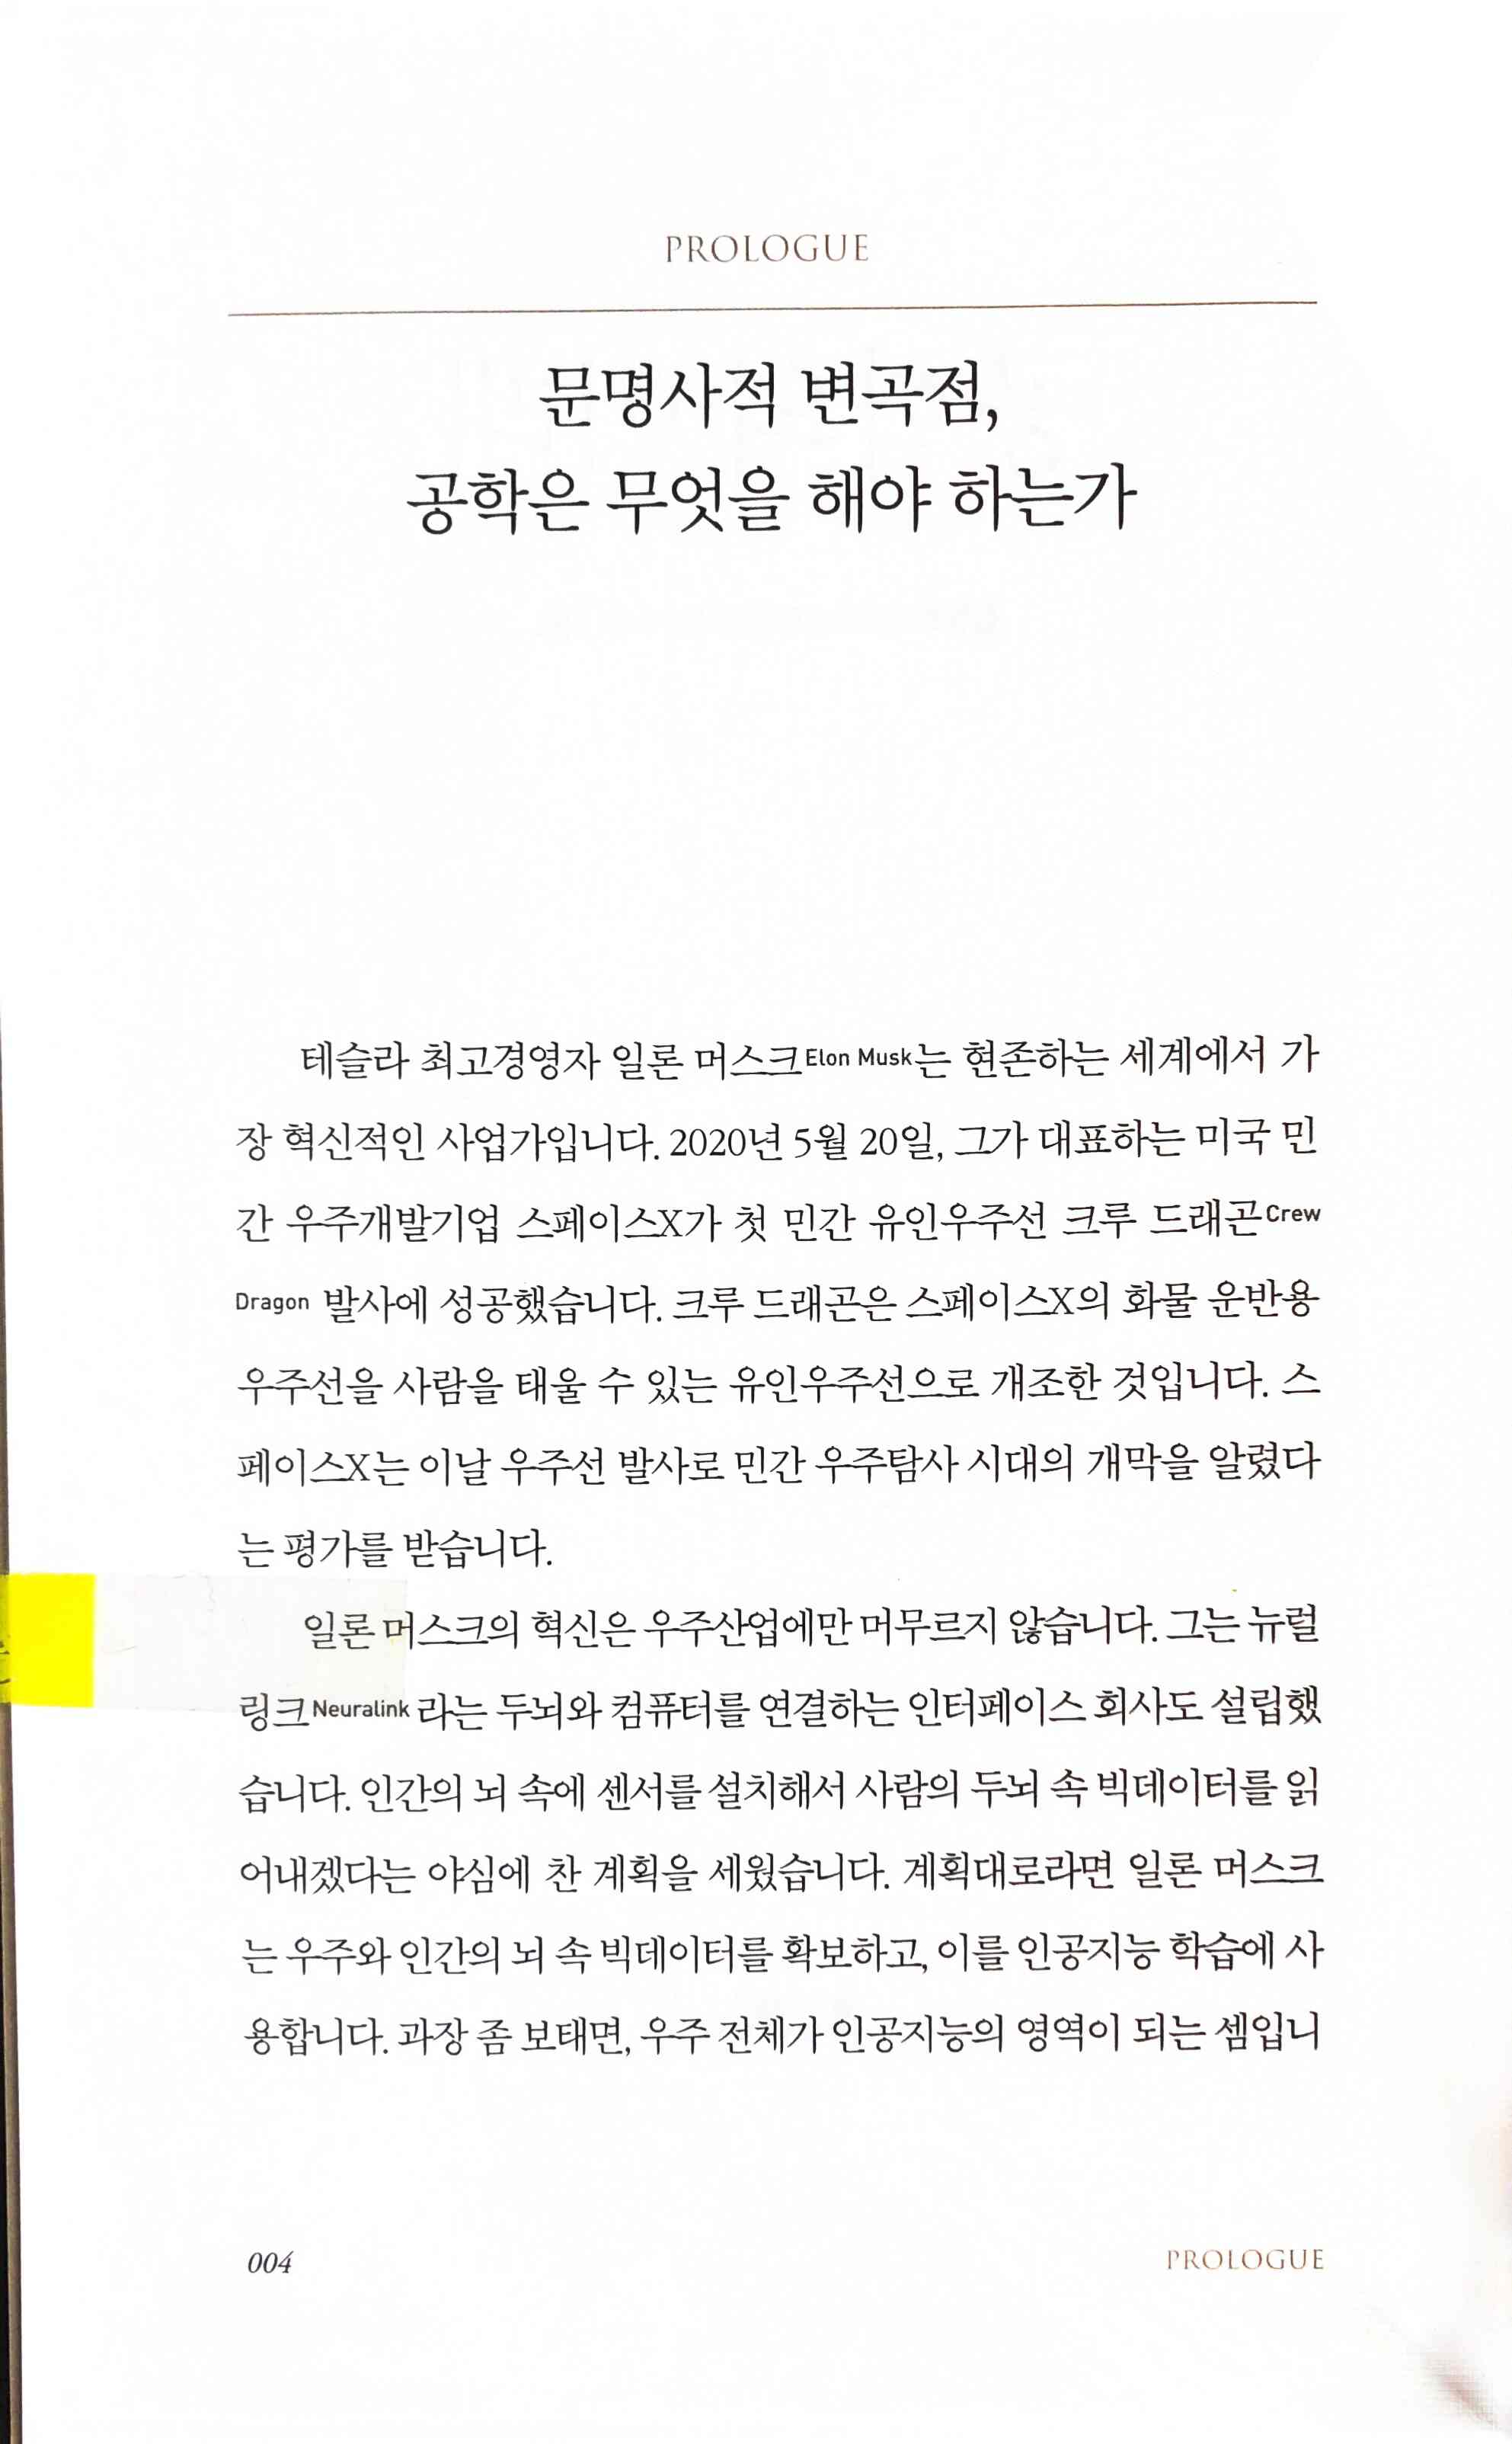 PROLOGUE
문명사적 변곡점,
공학은 무엇을 해야 하는가
테슬라 최고경영자 일론 머스크Elon Musk는 현존하는 세계에서 가
장 혁신적인 사업가입니다. 2020년 5월 20일, 그가 대표하는 미국 민
간 우주개발기업 스페이스X가 첫 민간 유인우주선 크루 드래곤Crew
Dragon 발사에 성공했습니다. 크루 드래곤은 스페이스X의 화물 운반용
우주선을 사람을 태울 수 있는 유인우주선으로 개조한 것입니다. 스
페이스X는 이날 우주선 발사로 민간 우주탐사 시대의 개막을 알렸다
는 평가를 받습니다.
일론 머스크의 혁신은 우주산업에만 머무르지 않습니다. 그는 뉴럴
링크Neuralink 라는 두뇌와 컴퓨터를 연결하는 인터페이스 회사도 설립했
습니다. 인간의 뇌 속에 센서를 설치해서 사람의 두뇌 속 빅데이터를 읽
어내겠다는 야심에 찬 계획을 세웠습니다. 계획대로라면 일론 머스크
는 우주와 인간의 뇌 속 빅데이터를 확보하고, 이를 인공지능 학습에 사
용합니다. 과장 좀 보태면, 우주 전체가 인공지능의 영역이 되는 셈입니
004
PROLOGUE